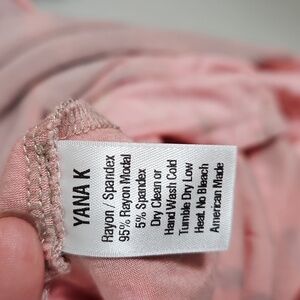 YANA K
Rayon / Spandex
95% Rayon Modal
5% Spandex
Dry Clean or
Hand Wash Cold
Tumble Dry Low
Heat. No Bleach
American Made